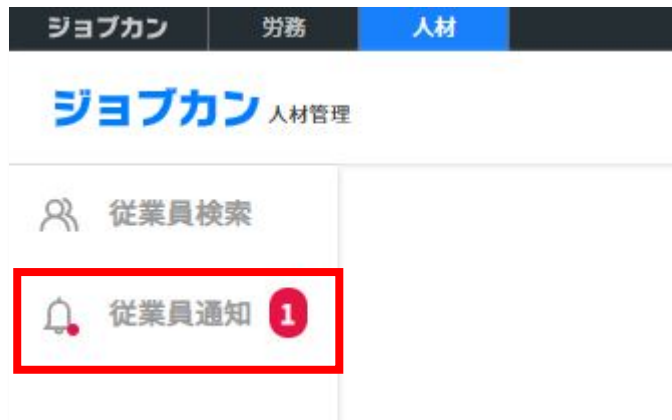 ジョブカン 労務 人材
ジョブカン 人材管理
従業員検索
従業員通知 1